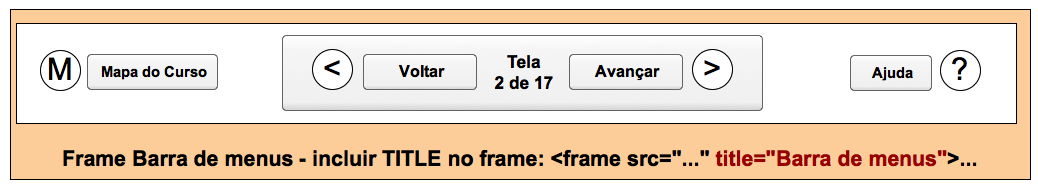 M Mapa do Curso < Voltar Tela Avançar > Ajuda ?
2 de 17
Frame Barra de menus - incluir TITLE no frame: <frame src="..." title="Barra de menus">...